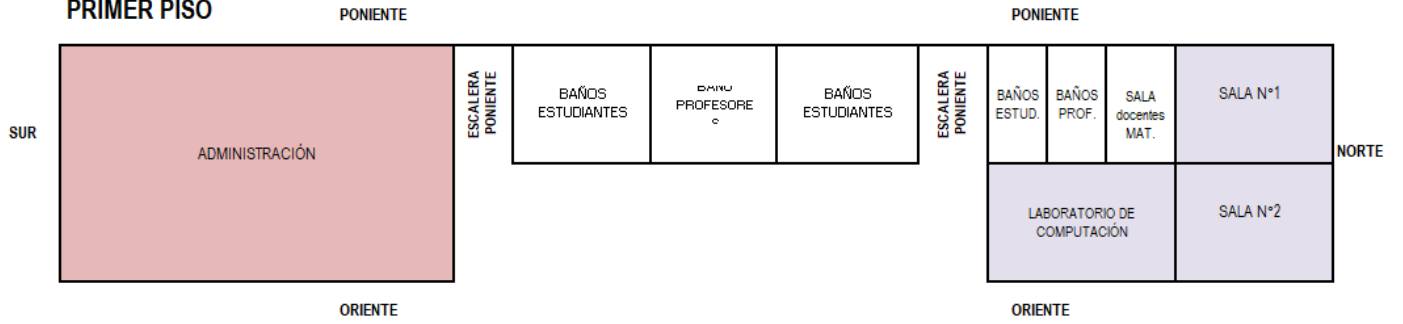 PRIMER PISO
PONIENTE
PONIENTE
SUR
ADMINISTRACIÓN
ESCALERA
PONIENTE
BAÑOS
ESTUDIANTES
PROFESORE
BAÑOS
ESTUDIANTES
ESCALERA
PONIENTE
BAÑOS
ESTUD.
BAÑOS
PROF.
SALA
docentes
MAT.
SALA N°1
NORTE
LABORATORIO DE
COMPUTACIÓN
SALA N°2
ORIENTE
ORIENTE